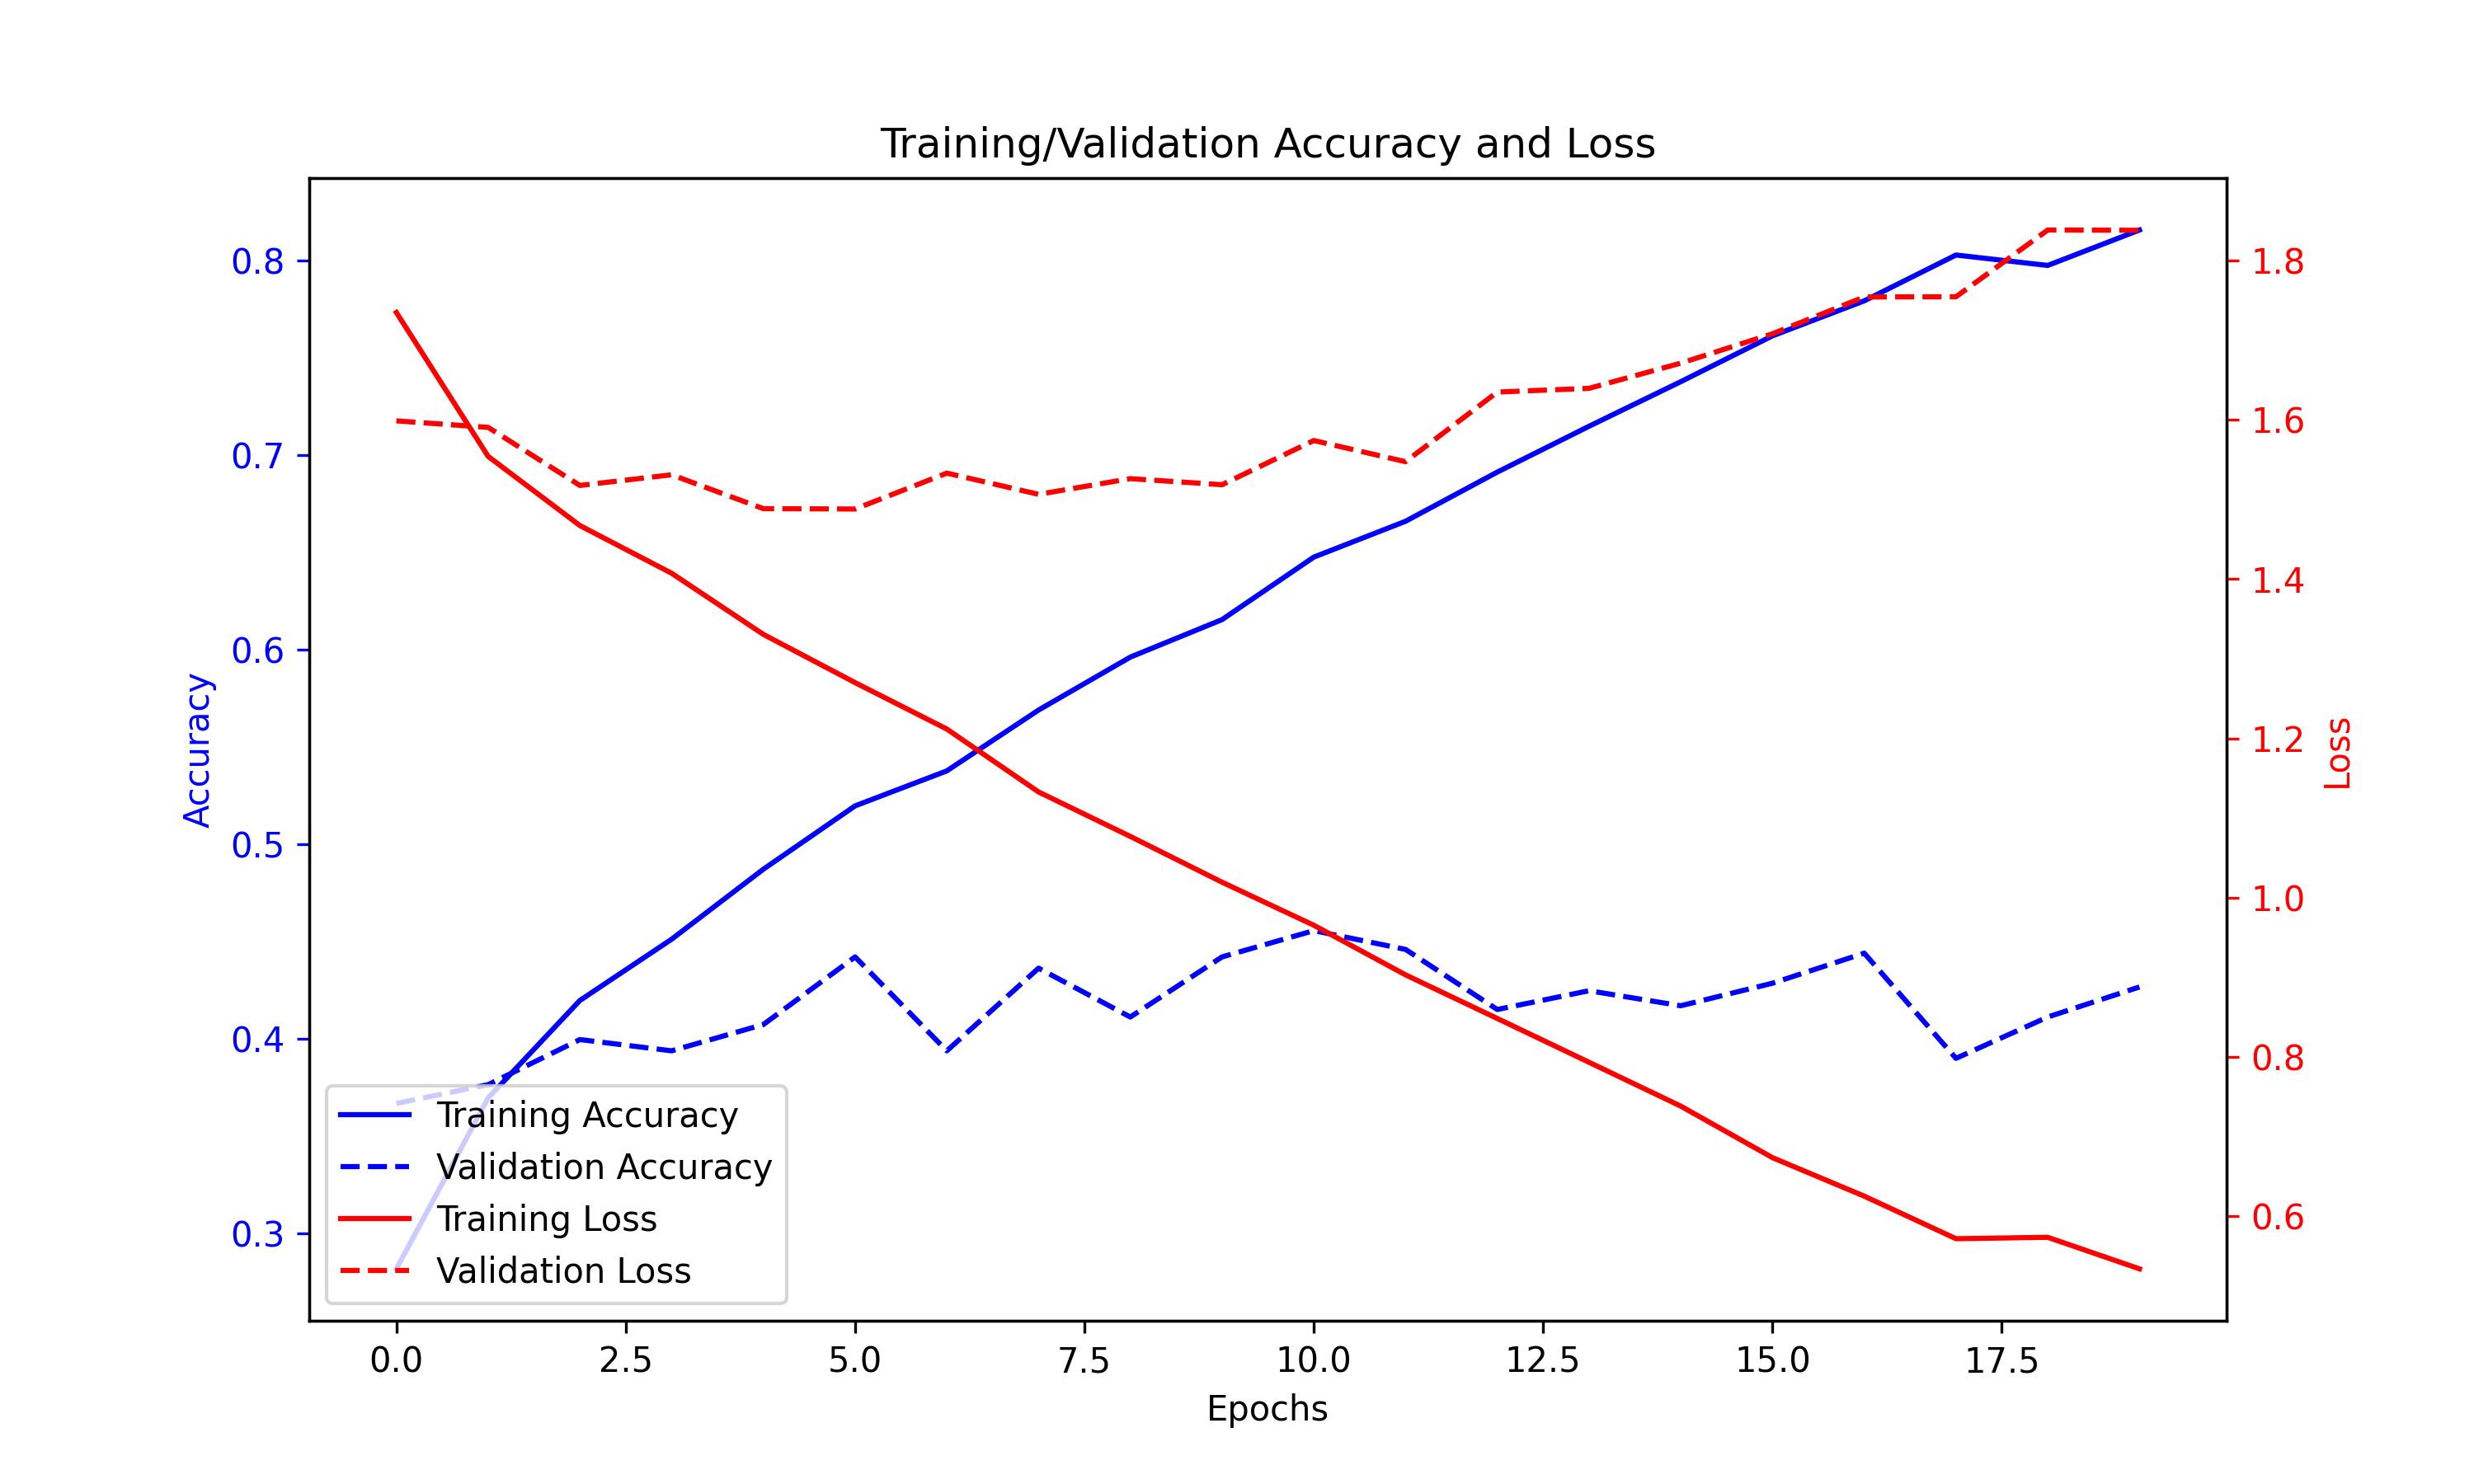 Training/Validation Accuracy and Loss
Accuracy
0.8
0.7
0.6
0.5
0.4
0.3
1.8
1.6
1.4
1.2
1.0
0.8
0.6
Loss
Training Accuracy
Validation Accuracy
Training Loss
Validation Loss
0.0 2.5 5.0 7.5 10.0 12.5 15.0 17.5
Epochs